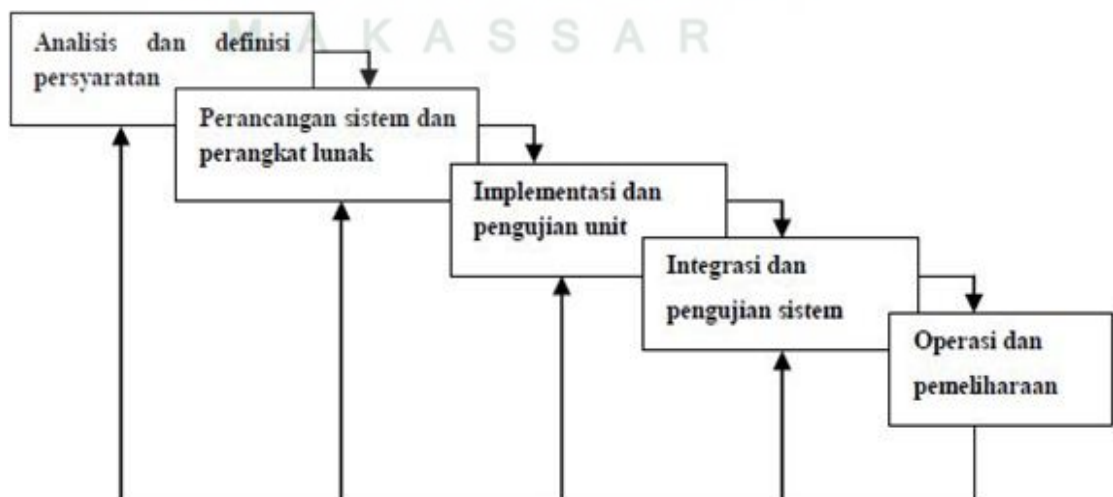 MAKASSAR
Analisis dan definisi
persyaratan
Perancangan sistem dan
perangkat lunak
Implementasi dan
pengujian unit
Integrasi dan
pengujian sistem
Operasi dan
pemeliharaan